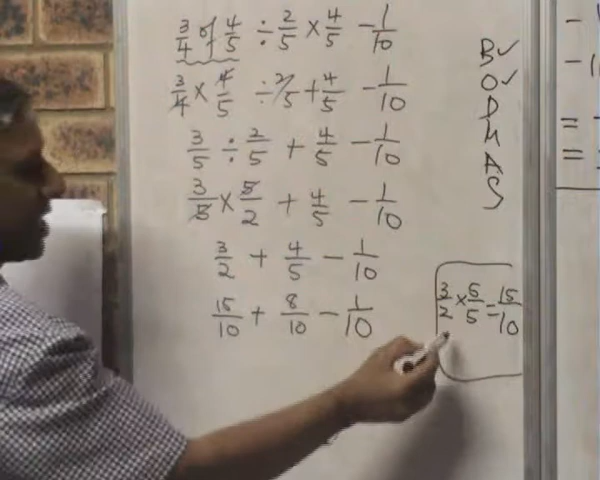 3/4 of 4/5 ÷ 2/5 × 4/5 - 1/10
3/4 × 4/5 ÷ 2/5 + 4/5 - 1/10
3/5 ÷ 2/5 + 4/5 - 1/10
3/5 × 5/2 + 4/5 - 1/10
3/2 + 4/5 - 1/10
15/10 + 8/10 - 1/10
B✓
O✓
D
M
A
S
3/2 × 5/5 = 15/10